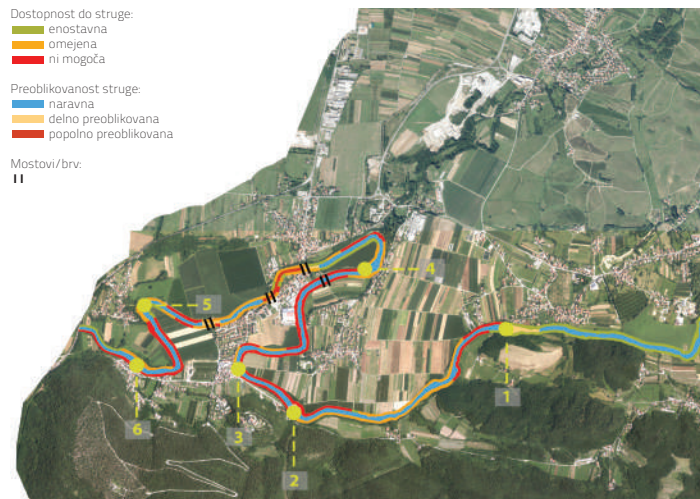 Dostopnost do struge:
enostavna
omejena
ni mogoča
Preoblikovanost struge:
naravna
delno preoblikovana
popolno preoblikovana
Mostovi/brv:
4
5
1
6
3
2